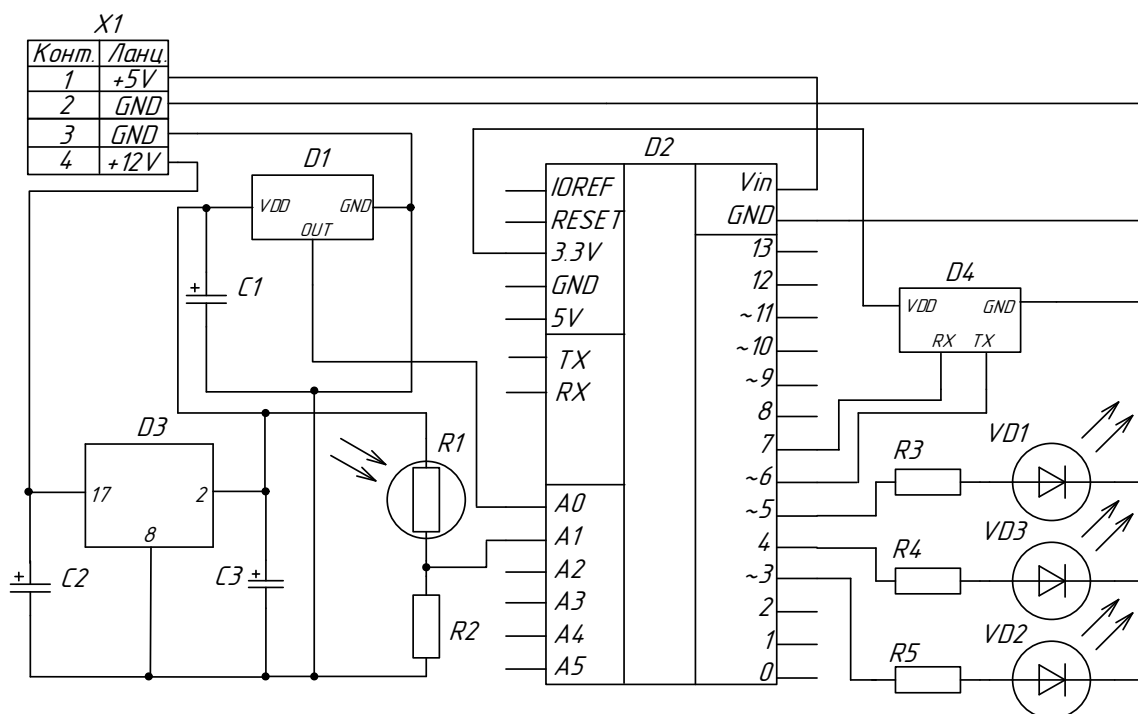 X1
Конт. Ланц.
1 +5V
2 GND
3 GND
4 +12V
D1
VDD GND
OUT
+ C1
D3
17 2
8
+ C2
+ C3
R1
R2
D2
IOREF
RESET
3.3V
GND
5V
TX
RX
A0
A1
A2
A3
A4
A5
Vin
GND
13
12
~11
~10
~9
8
7
~6
~5
4
~3
2
1
0
D4
VDD GND
RX TX
R3
VD1
R4
VD3
R5
VD2